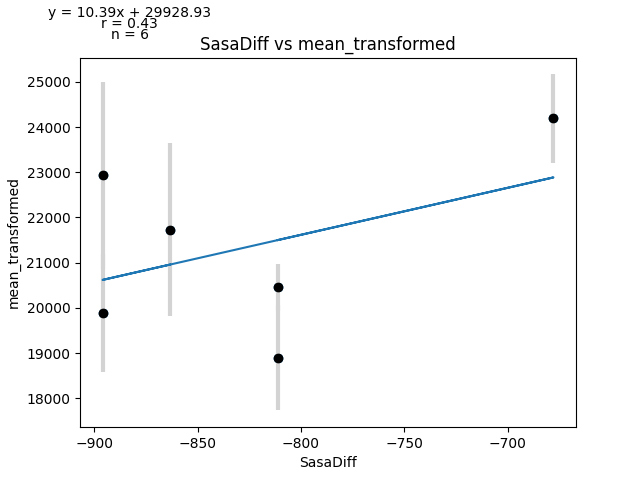 y = 10.39x + 29928.93
r = 0.43
n = 6
SasaDiff vs mean_transformed
25000
24000
23000
22000
21000
20000
19000
18000
mean_transformed
−900
−850
−800
−750
−700
SasaDiff